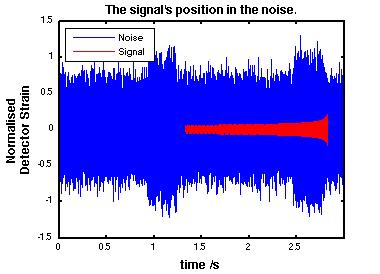 The signal's position in the noise.
1.5
Noise
Signal
1
0.5
0
-0.5
-1
-1.5
Normalised
Detector Strain
0 0.5 1 1.5 2 2.5
time /s